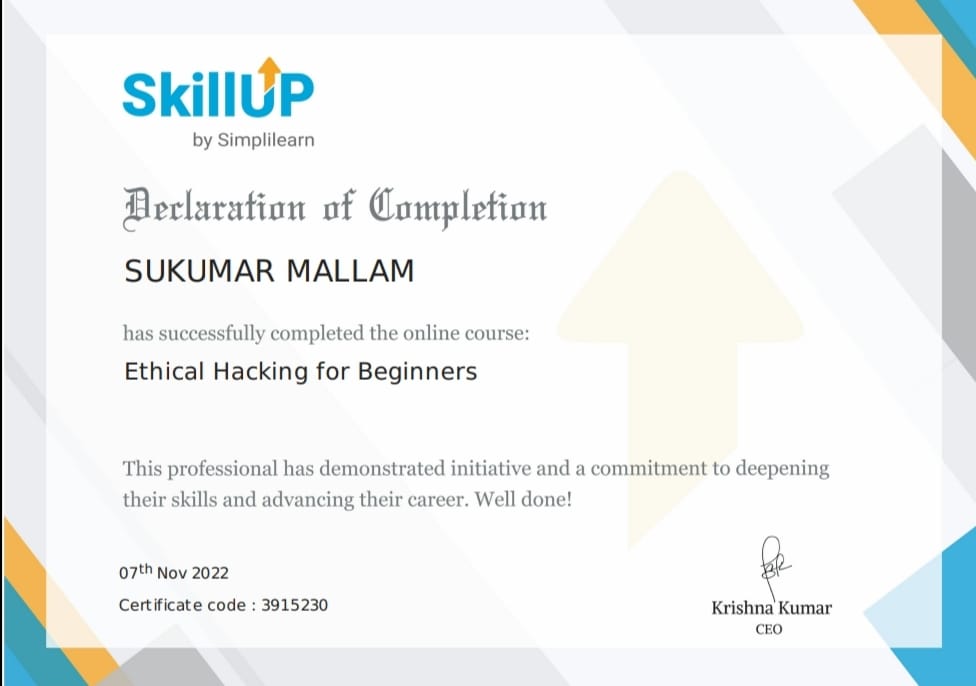 SkillUP
by Simplilearn
Declaration of Completion
SUKUMAR MALLAM
has successfully completed the online course:
Ethical Hacking for Beginners
This professional has demonstrated initiative and a commitment to deepening
their skills and advancing their career. Well done!
07th Nov 2022
Certificate code : 3915230
Krishna Kumar
CEO